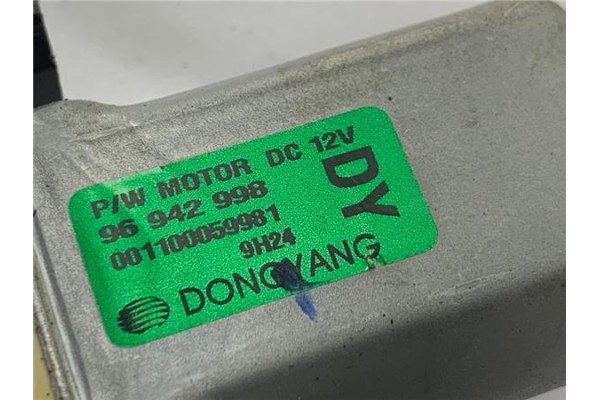 P/W MOTOR DC 12V
96 942 998
001100059981
9H24
DY
DONGYANG